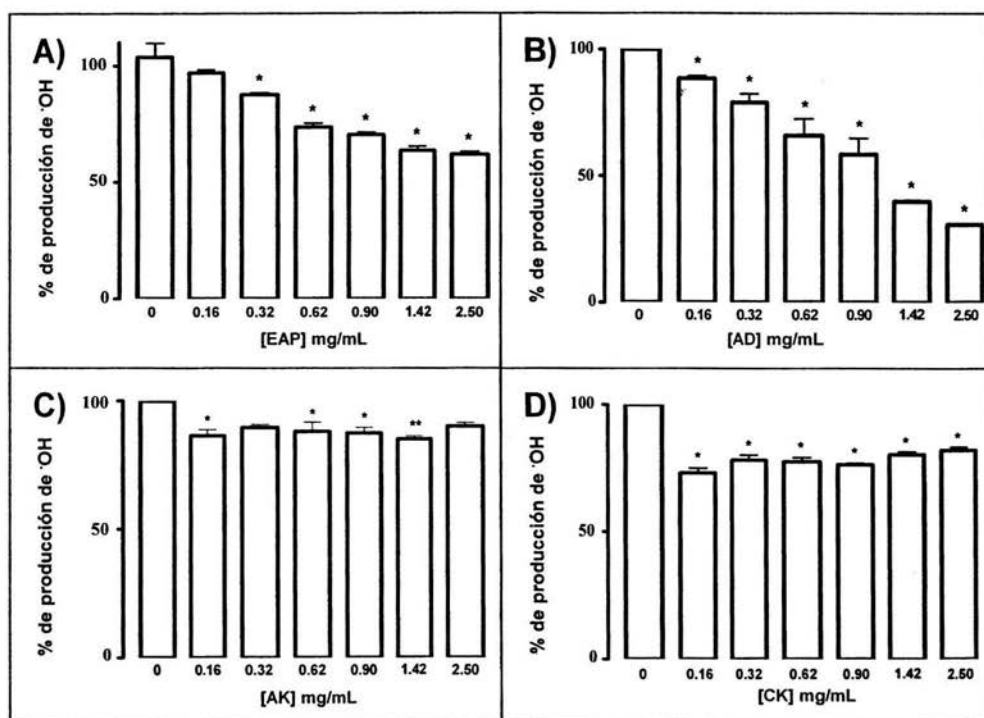 A)
% de producción de ·OH
100
50
0
*
*
*
*
*
0 0.16 0.32 0.62 0.90 1.42 2.50
[EAP] mg/mL
B)
% de producción de ·OH
100
50
0
*
*
*
*
*
*
0 0.16 0.32 0.62 0.90 1.42 2.50
[AD] mg/mL
C)
% de producción de ·OH
100
50
0
*
*
*
**
0 0.16 0.32 0.62 0.90 1.42 2.50
[AK] mg/mL
D)
% de producción de ·OH
100
50
0
*
*
*
*
*
*
0 0.16 0.32 0.62 0.90 1.42 2.50
[CK] mg/mL